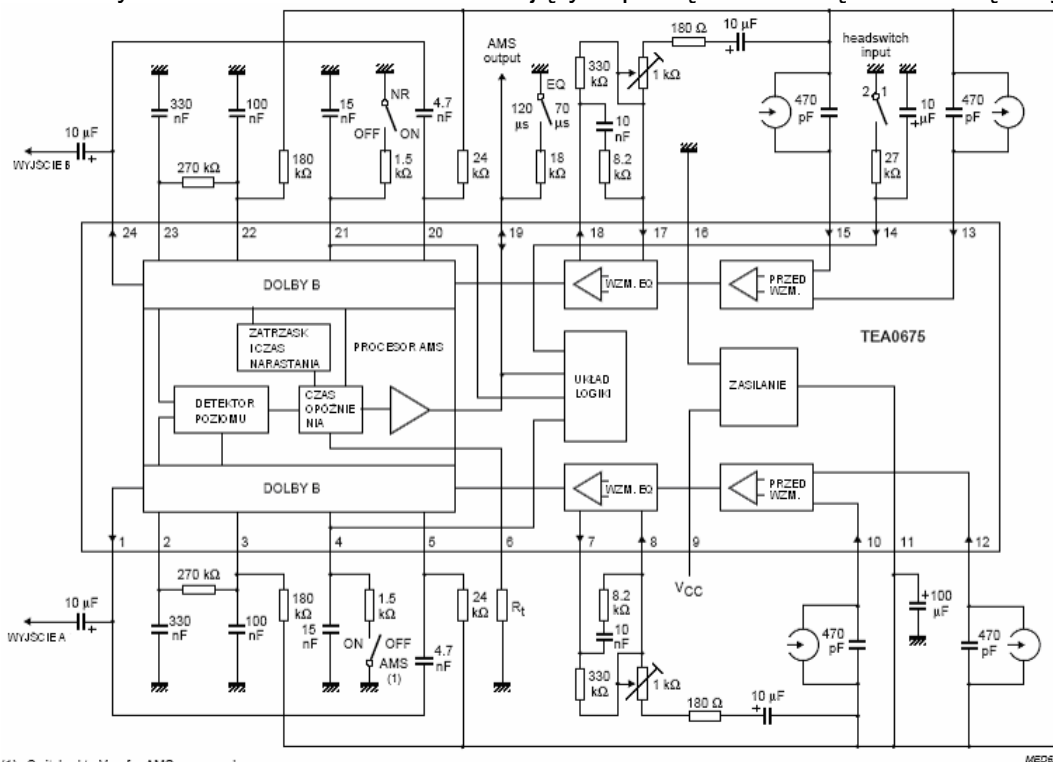 AMS
output
180 Ω
10 µF
headswitch
input
330
nF
100
nF
15
nF
NR
OFF
ON
4.7
nF
EQ
120
µs
70
µs
330
kΩ
1 kΩ
10
nF
470
pF
2
1
10
µF
470
pF
10 µF
WYJŚCIE B
270 kΩ
180
kΩ
1.5
kΩ
24
kΩ
18
kΩ
8.2
kΩ
27
kΩ
24
23
22
21
20
19
18
17
16
15
14
13
DOLBY B
WZM. EQ
PRZED
WZM.
TEA0675
ZATRZASK
I CZAS
NARASTANIA
PROCESOR AMS
UKŁAD
LOGIKI
ZASILANIE
DETEKTOR
POZIOMU
CZAS
OPÓŹNIE
NIA
DOLBY B
WZM. EQ
PRZED
WZM.
1
2
3
4
5
6
7
8
9
10
11
12
VCC
10 µF
WYJŚCIE A
270 kΩ
330
nF
100
nF
180
kΩ
15
nF
1.5
kΩ
ON
OFF
AMS
(1)
4.7
nF
24
kΩ
Rt
8.2
kΩ
10
nF
330
kΩ
1 kΩ
180 Ω
10 µF
470
pF
100
µF
470
pF